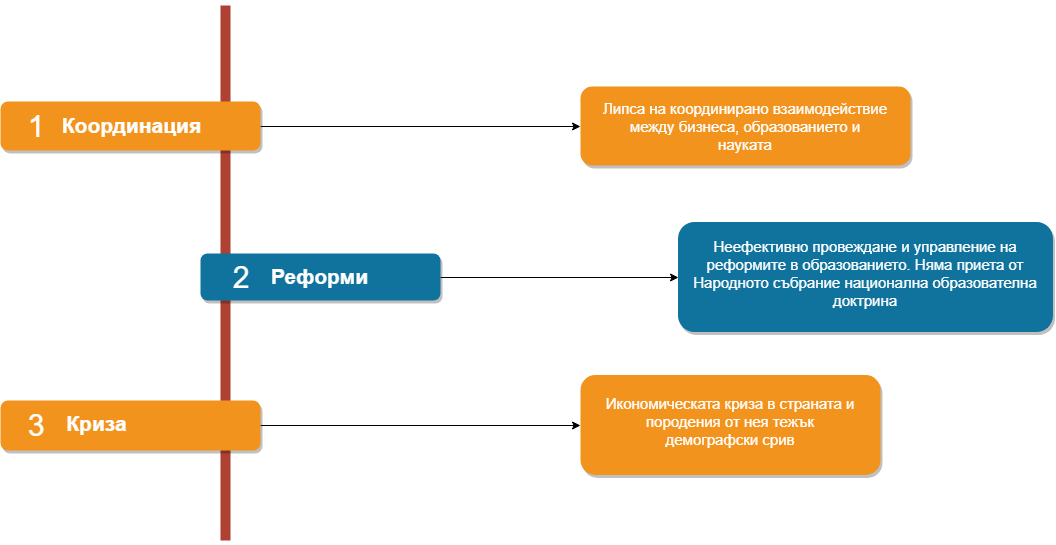 1 Координация
Липса на координирано взаимодействие
между бизнеса, образованието и
науката
2 Реформи
Неефективно провеждане и управление на
реформите в образованието. Няма приета от
Народното събрание национална образователна
доктрина
3 Криза
Икономическата криза в страната и
породения от нея тежък
демографски срив